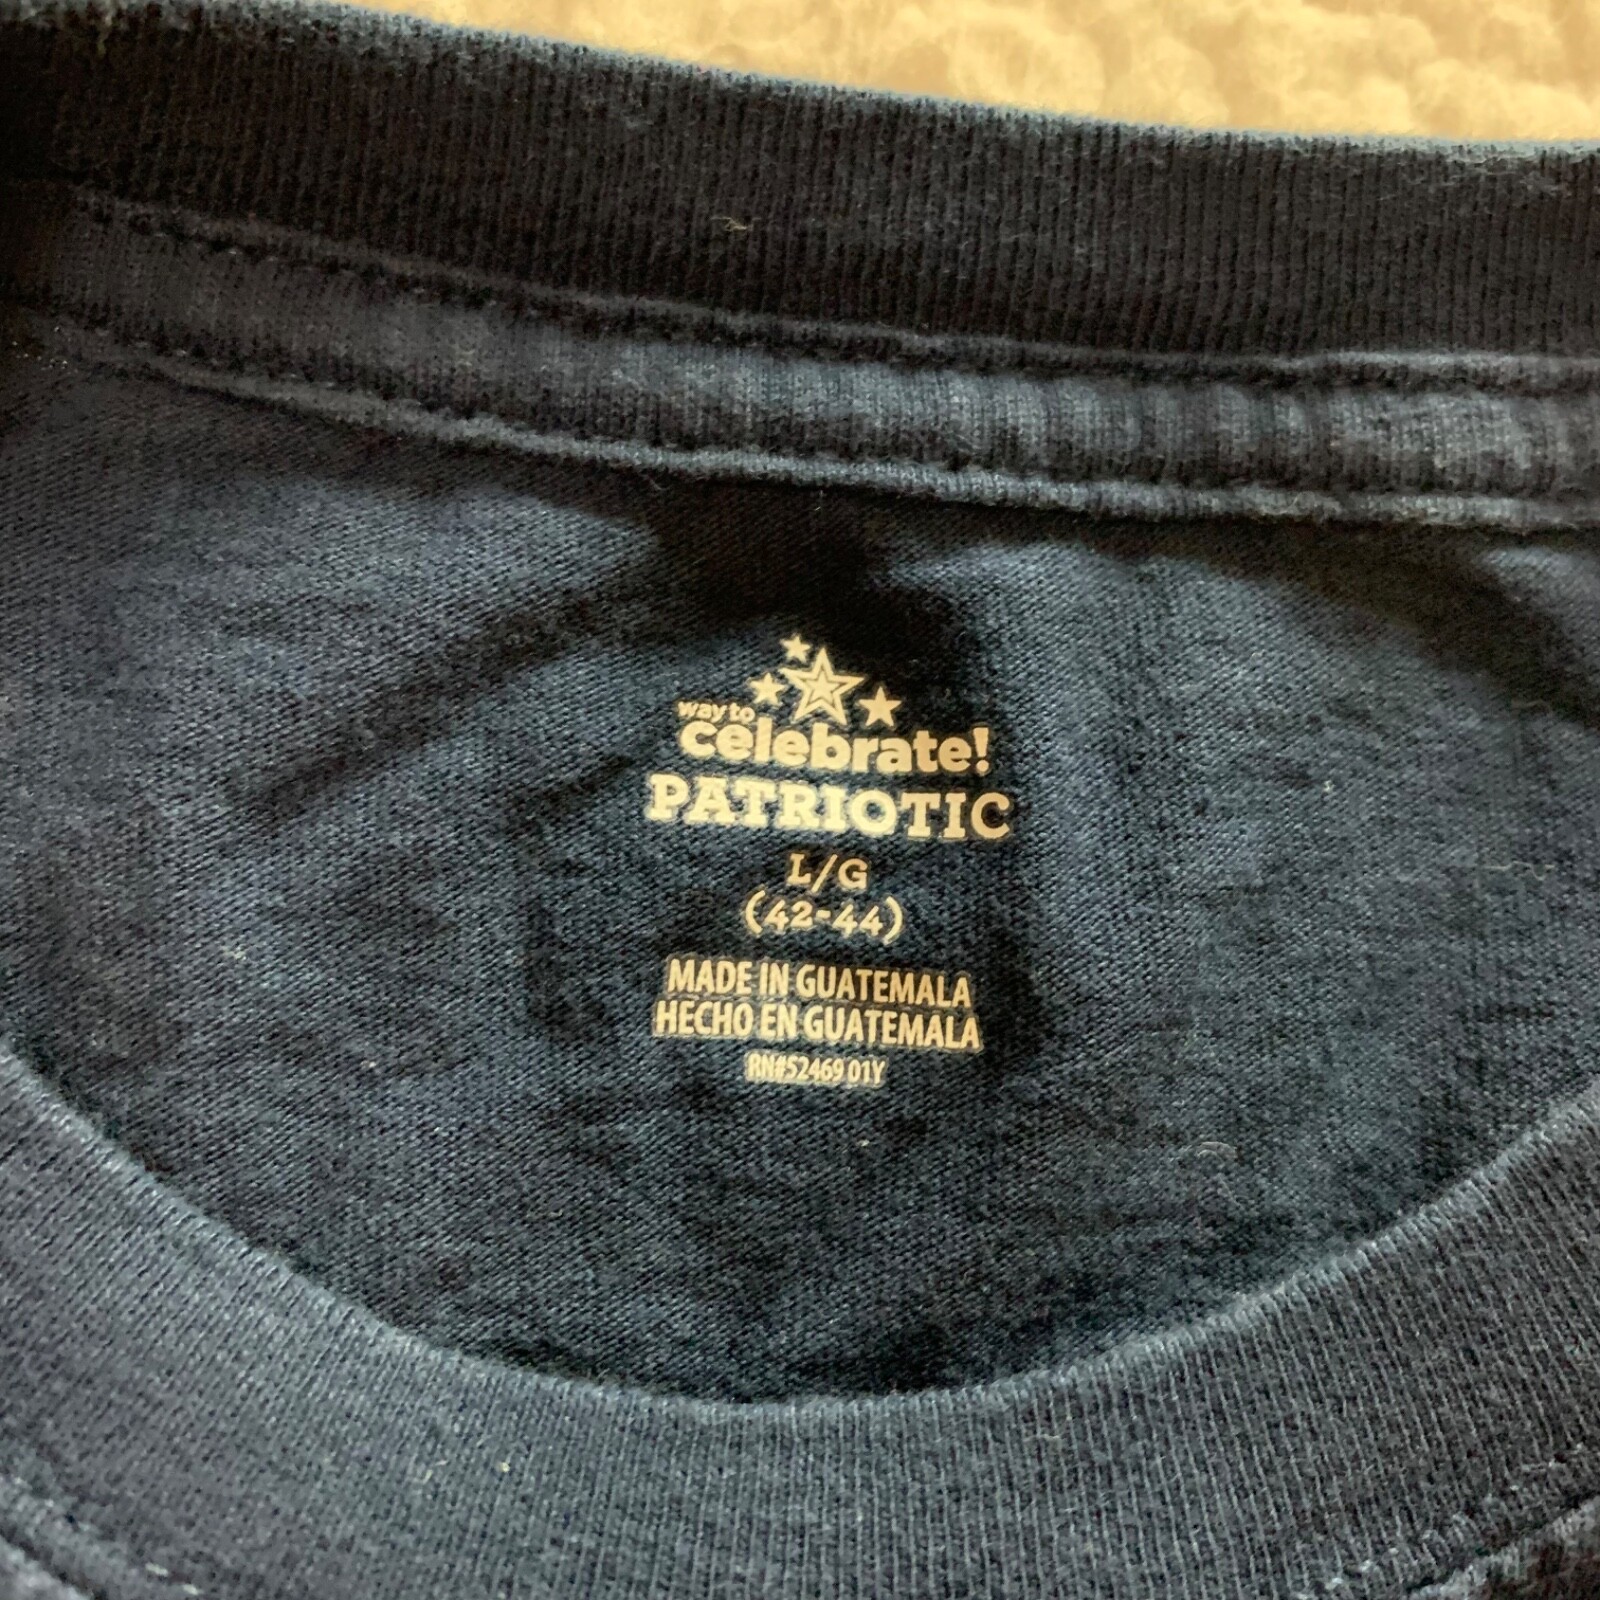 way to
celebrate!
PATRIOTIC
L/G
(42-44)
MADE IN GUATEMALA
HECHO EN GUATEMALA
RN#52469 01Y